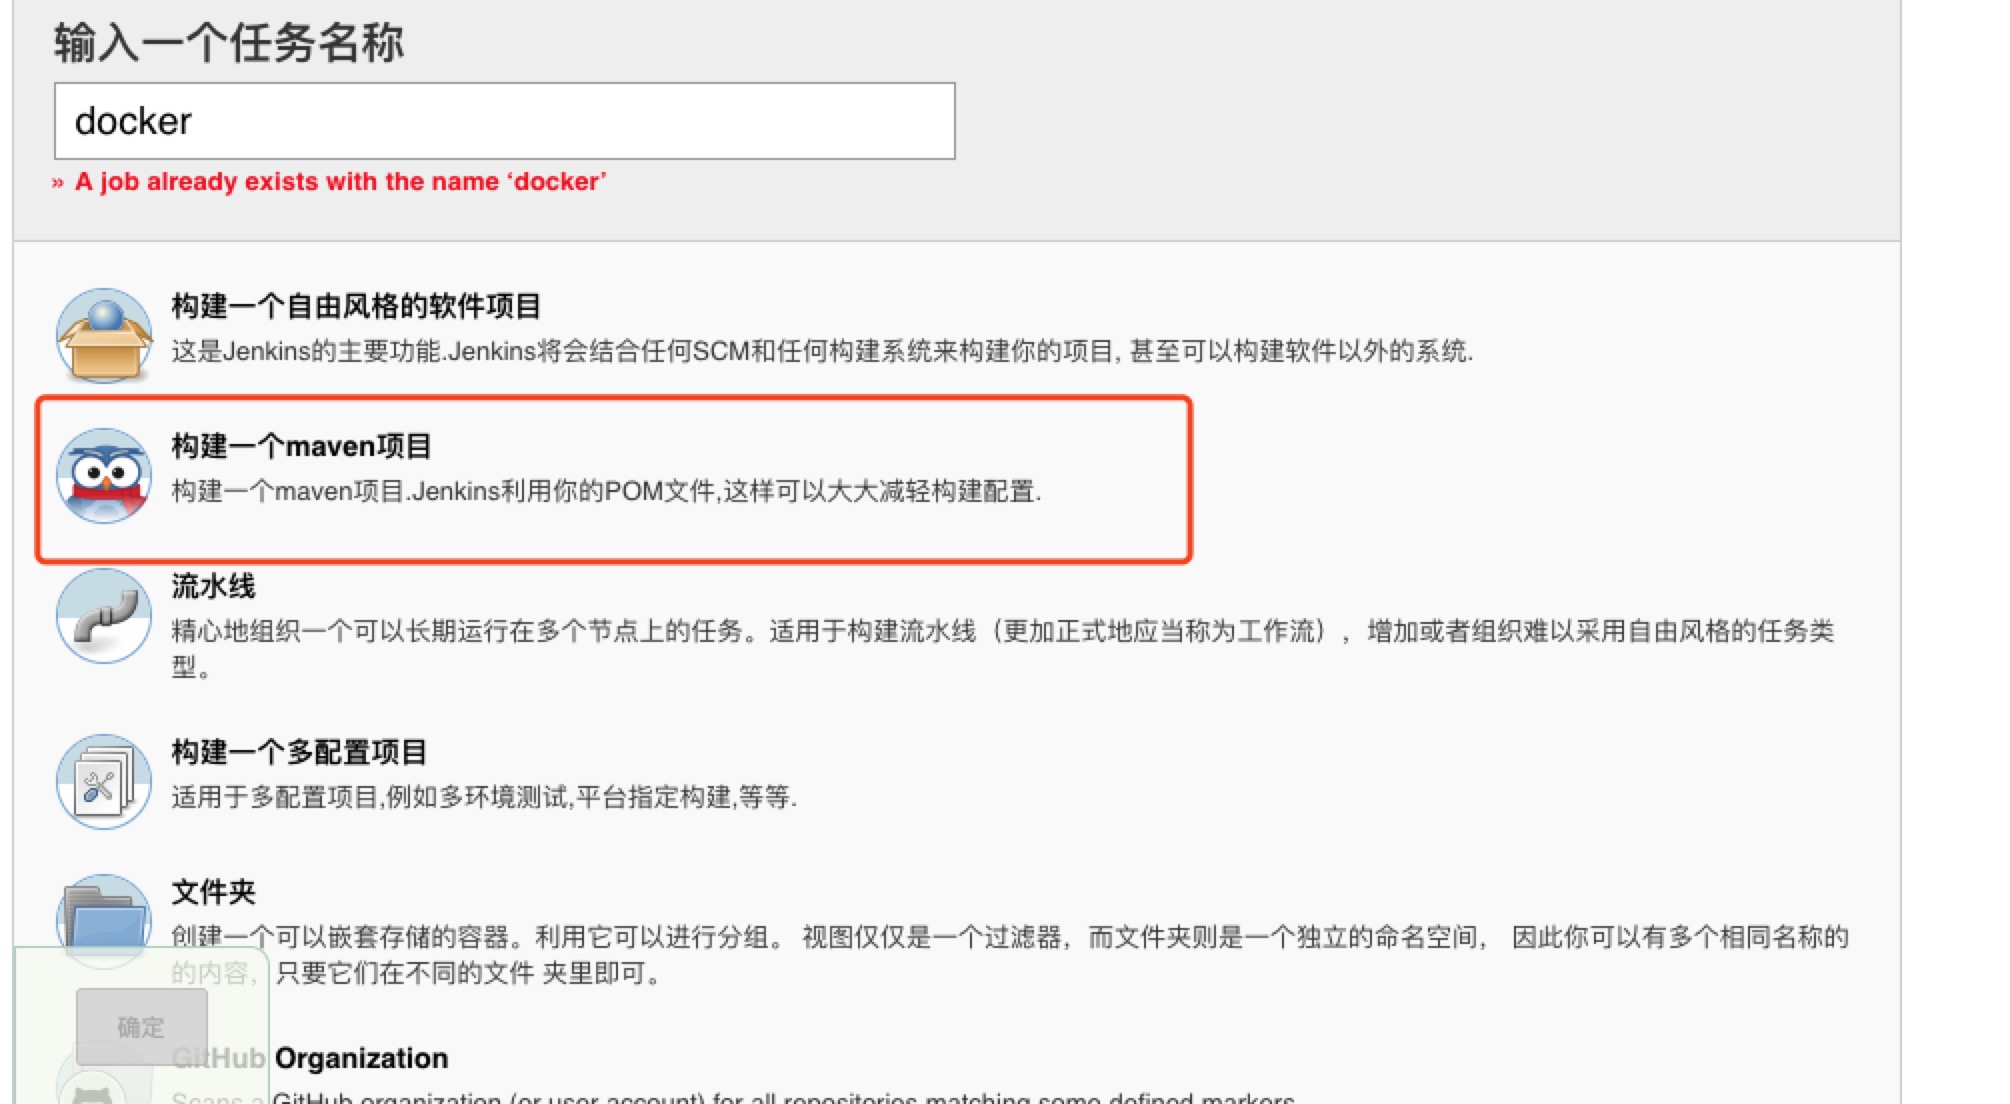 输入一个任务名称
docker
» A job already exists with the name ‘docker’
构建一个自由风格的软件项目
这是Jenkins的主要功能.Jenkins将会结合任何SCM和任何构建系统来构建你的项目, 甚至可以构建软件以外的系统.
构建一个maven项目
构建一个maven项目.Jenkins利用你的POM文件,这样可以大大减轻构建配置.
流水线
精心地组织一个可以长期运行在多个节点上的任务。适用于构建流水线（更加正式地应当称为工作流），增加或者组织难以采用自由风格的任务类
型。
构建一个多配置项目
适用于多配置项目,例如多环境测试,平台指定构建,等等.
文件夹
创建一个可以嵌套存储的容器。利用它可以进行分组。 视图仅仅是一个过滤器，而文件夹则是一个独立的命名空间， 因此你可以有多个相同名称的
的内容，只要它们在不同的文件 夹里即可。
确定
GitHub Organization
Scans a GitHub organization (or user account) for all repositories matching some defined markers.